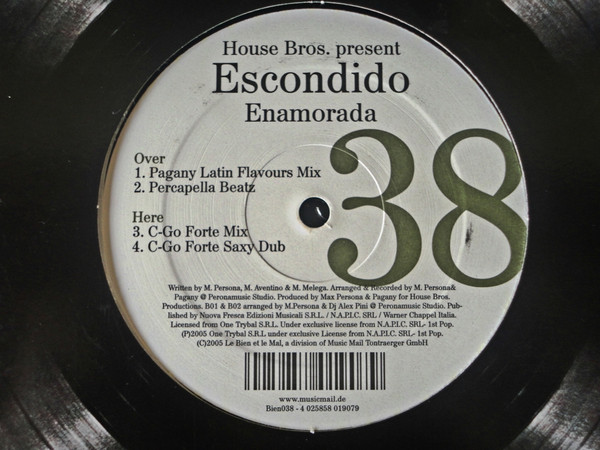 House Bros. present
Escondido
Enamorada
38
Over
1. Pagany Latin Flavours Mix
2. Percapella Beatz
Here
3. C-Go Forte Mix
4. C-Go Forte Saxy Dub
Written by M. Persona, M. Aventino & M. Melega. Arranged & Recorded by M. Persona&
Pagany @ Peronamusic Studio. Produced by Max Persona & Pagany for House Bros.
Productions. B01 & B02 arranged by M.Persona & Dj Alex Pini @ Peronamusic Studio. Pub-
lished by Nuova Fresca Edizioni Musicali S.R.L. / N.A.P.I.C. SRL / Warner Chappel Italia.
Licensed from One Trybal S.R.L. Under exclusive license from N.A.P.I.C. SRL- 1st Pop.
(P)2005 One Trybal S.R.L under exclusive License from N.A.P.I.C. SRL- 1st Pop.
(C)2005 Le Bien et le Mal, a division of Music Mail Tontraerger GmbH
www.musicmail.de
Bien038 - 4 025858 019079